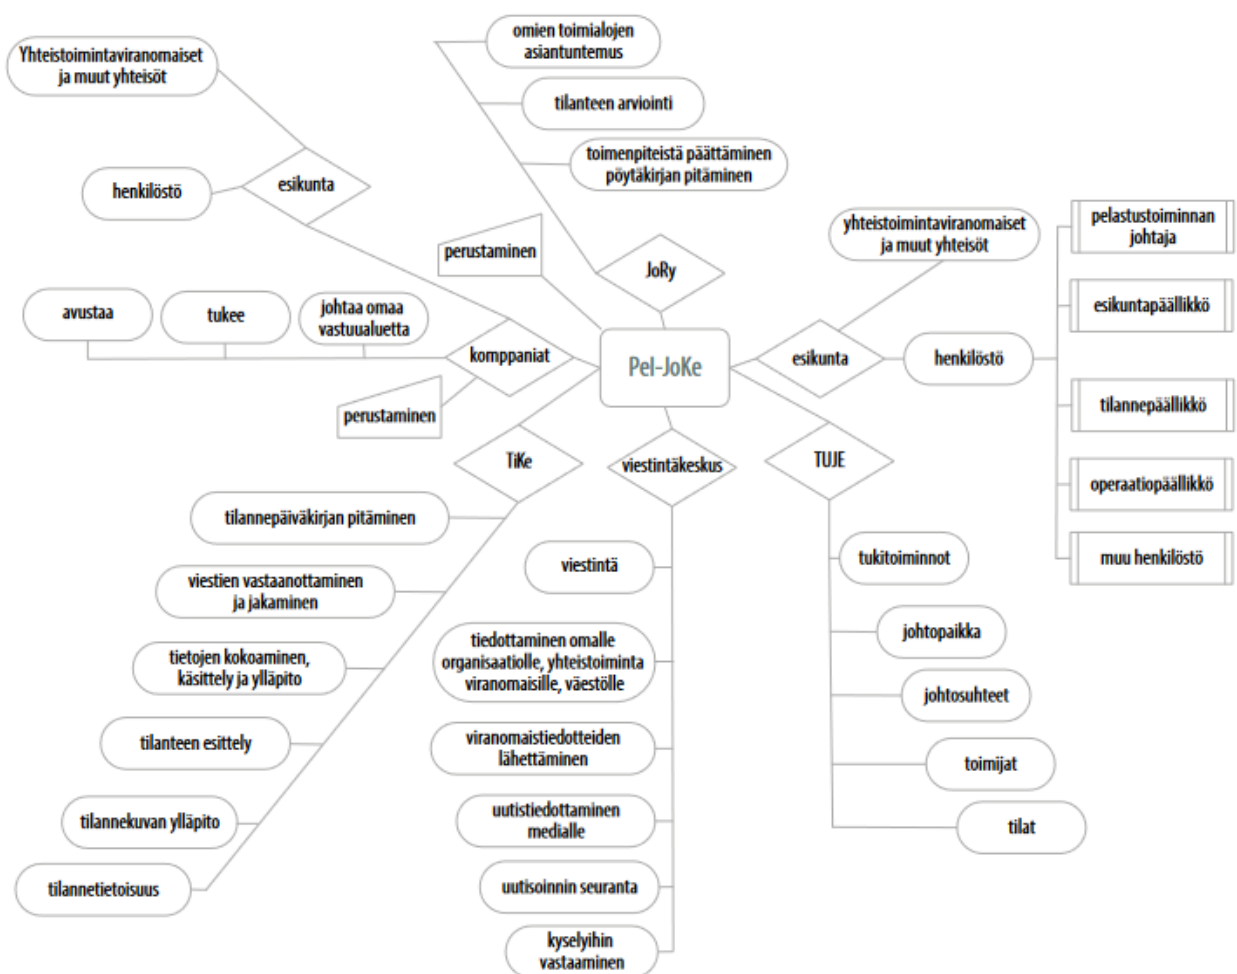 omien toimialojen
asiantuntemus
Yhteistoimintaviranomaiset
ja muut yhteisöt
tilanteen arviointi
toimenpiteistä päättäminen
pöytäkirjan pitäminen
henkilöstö
esikunta
perustaminen
JoRy
yhteistoimintaviranomaiset
ja muut yhteisöt
pelastustoiminnan
johtaja
esikuntapäällikkö
avustaa
tukee
johtaa omaa
vastuualuetta
komppaniat
Pel-JoKe
esikunta
henkilöstö
perustaminen
tilannepäällikkö
TiKe
viestintäkeskus
TUJE
operaatiopäällikkö
muu henkilöstö
tilannepäiväkirjan pitäminen
viestien vastaanottaminen
ja jakaminen
tietojen kokoaminen,
käsittely ja ylläpito
tilanteen esittely
tilannekuvan ylläpito
tilannetietoisuus
viestintä
tiedottaminen omalle
organisaatiolle, yhteistoiminta
viranomaisille, väestölle
viranomaistiedotteiden
lähettäminen
uutistiedottaminen
medialle
uutisoinnin seuranta
kyselyihin
vastaaminen
tukitoiminnot
johtopaikka
johtosuhteet
toimijat
tilat